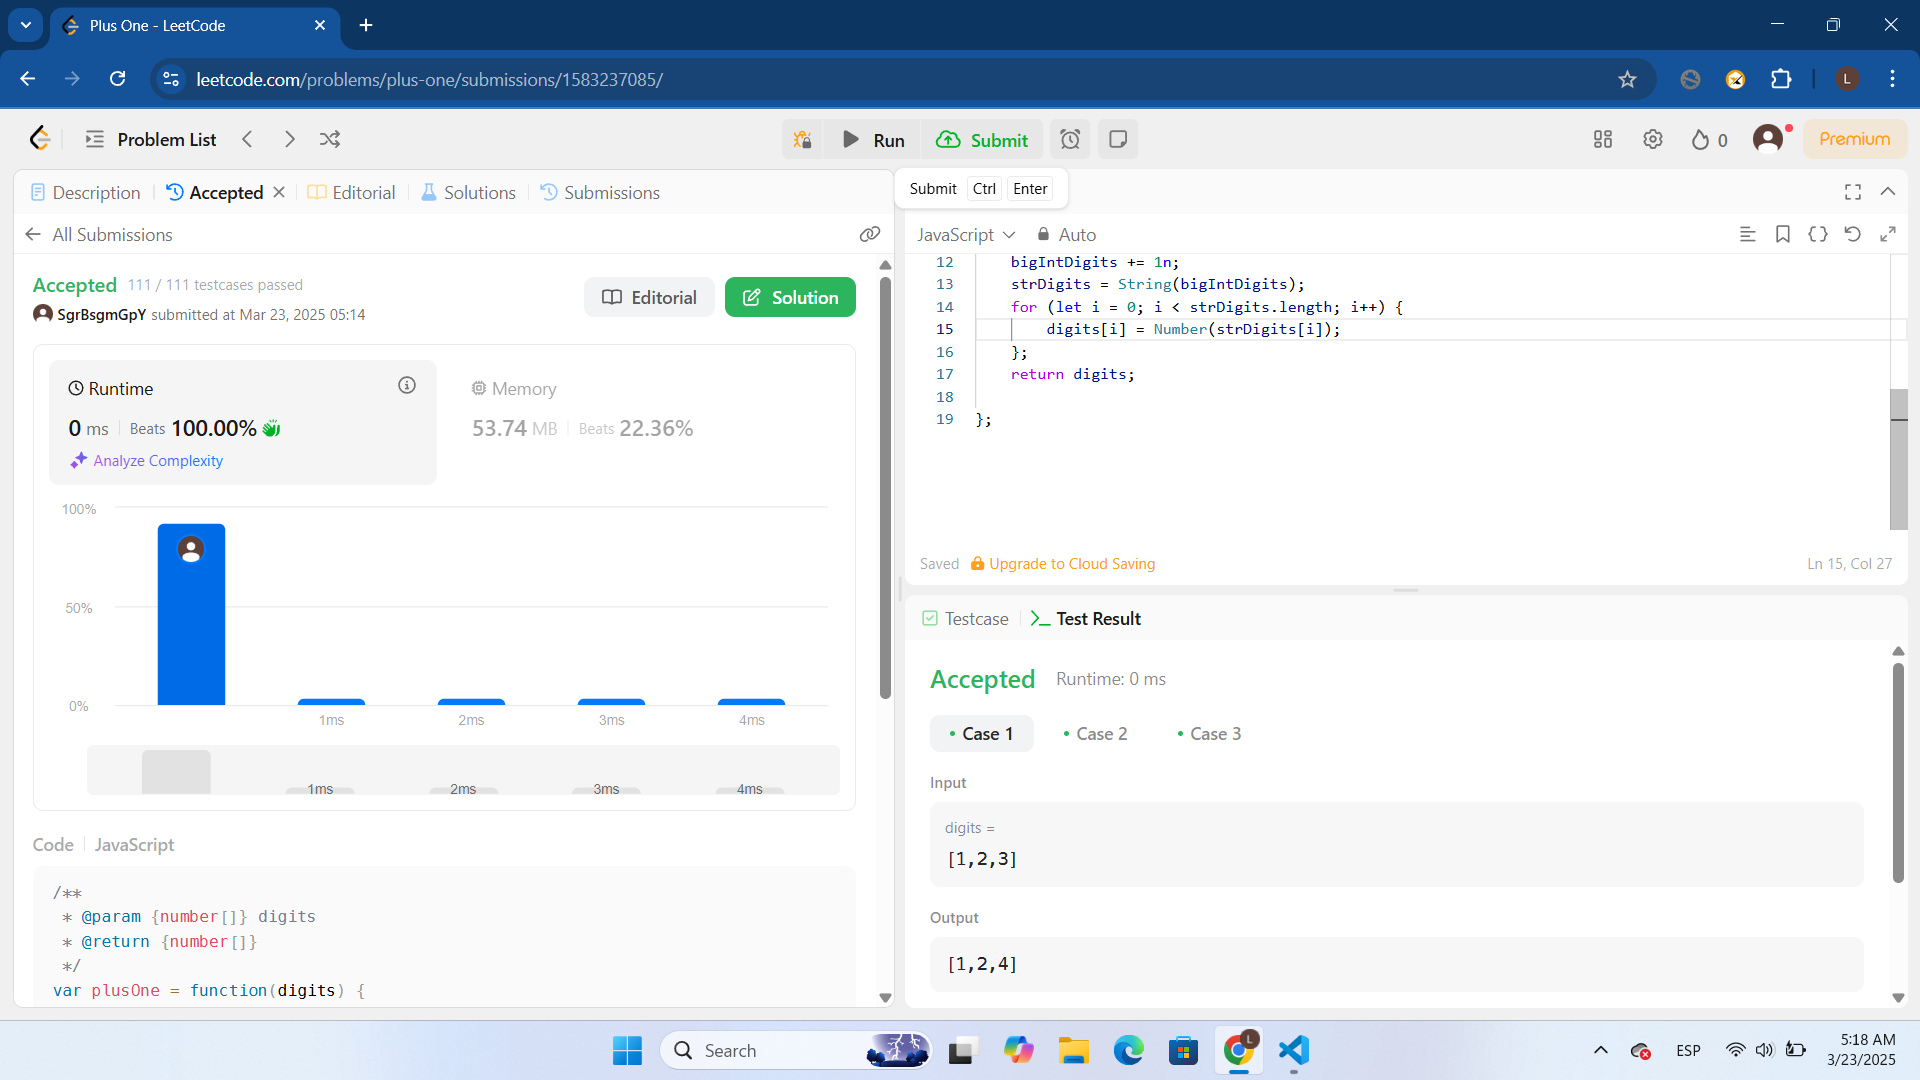 Plus One - LeetCode
leetcode.com/problems/plus-one/submissions/1583237085/
L
Problem List
Run
Submit
0
Premium
Description
Accepted
Editorial
Solutions
Submissions
Submit Ctrl Enter
All Submissions
JavaScript
Auto
Accepted 111 / 111 testcases passed
SgrBsgmGpY submitted at Mar 23, 2025 05:14
Editorial
Solution
Runtime
0 ms Beats 100.00%
Analyze Complexity
Memory
53.74 MB Beats 22.36%
100%
50%
0%
1ms 2ms 3ms 4ms
1ms 2ms 3ms 4ms
Code JavaScript
/**
* @param {number[]} digits
* @return {number[]}
*/
var plusOne = function(digits) {
12 bigIntDigits += 1n;
13 strDigits = String(bigIntDigits);
14 for (let i = 0; i < strDigits.length; i++) {
15 digits[i] = Number(strDigits[i]);
16 };
17 return digits;
18
19 };
Saved Upgrade to Cloud Saving
Ln 15, Col 27
Testcase
Test Result
Accepted Runtime: 0 ms
Case 1 Case 2 Case 3
Input
digits =
[1,2,3]
Output
[1,2,4]
Search
L
ESP
5:18 AM
3/23/2025